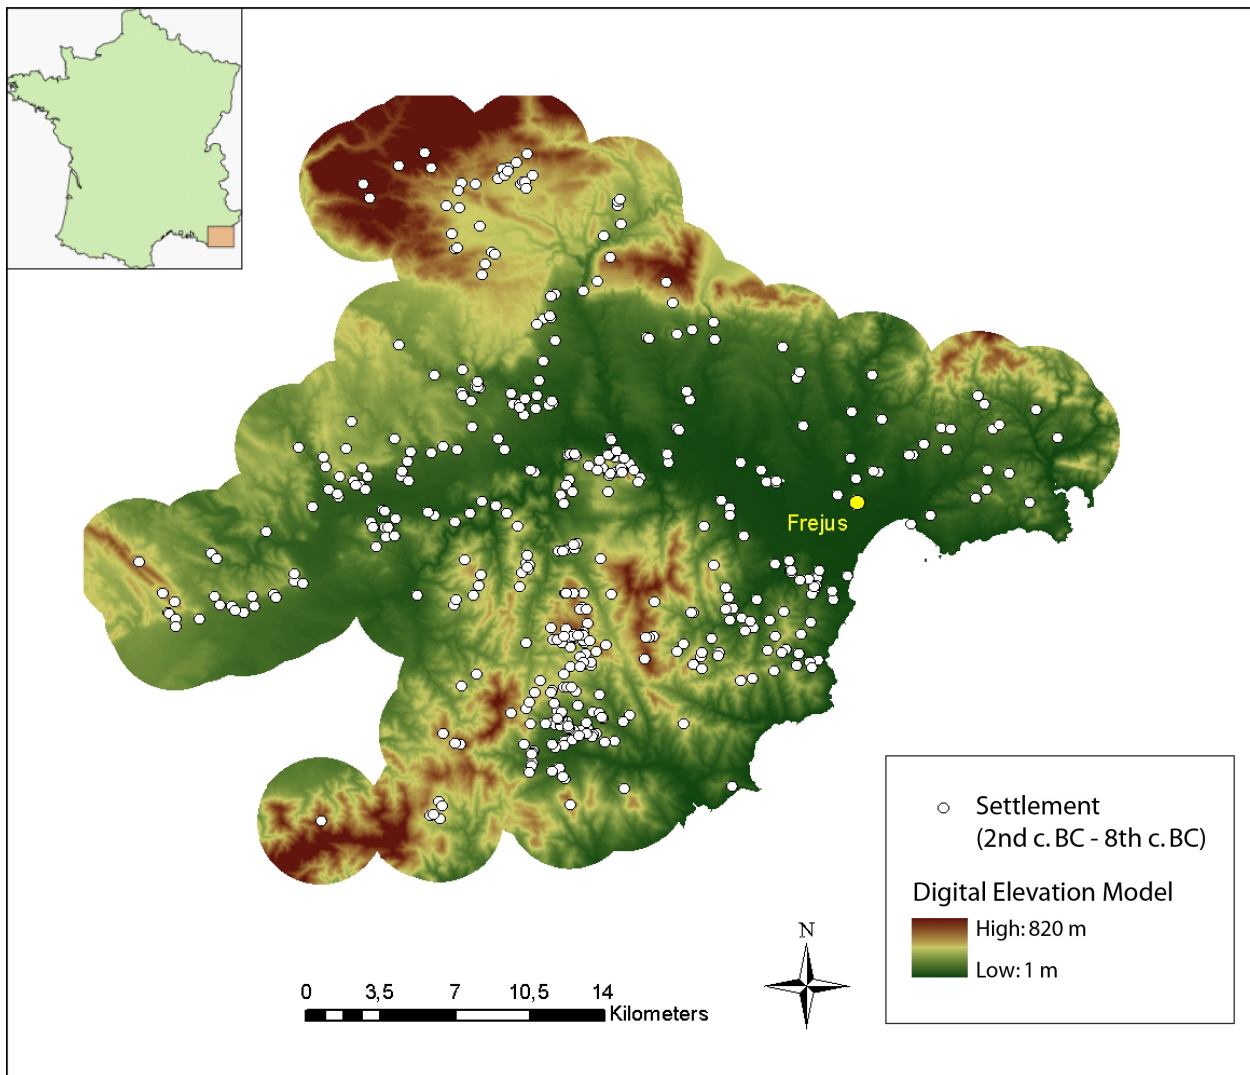 Frejus
Settlement
(2nd c. BC - 8th c. BC)
Digital Elevation Model
High: 820 m
Low: 1 m
N
0 3,5 7 10,5 14
Kilometers